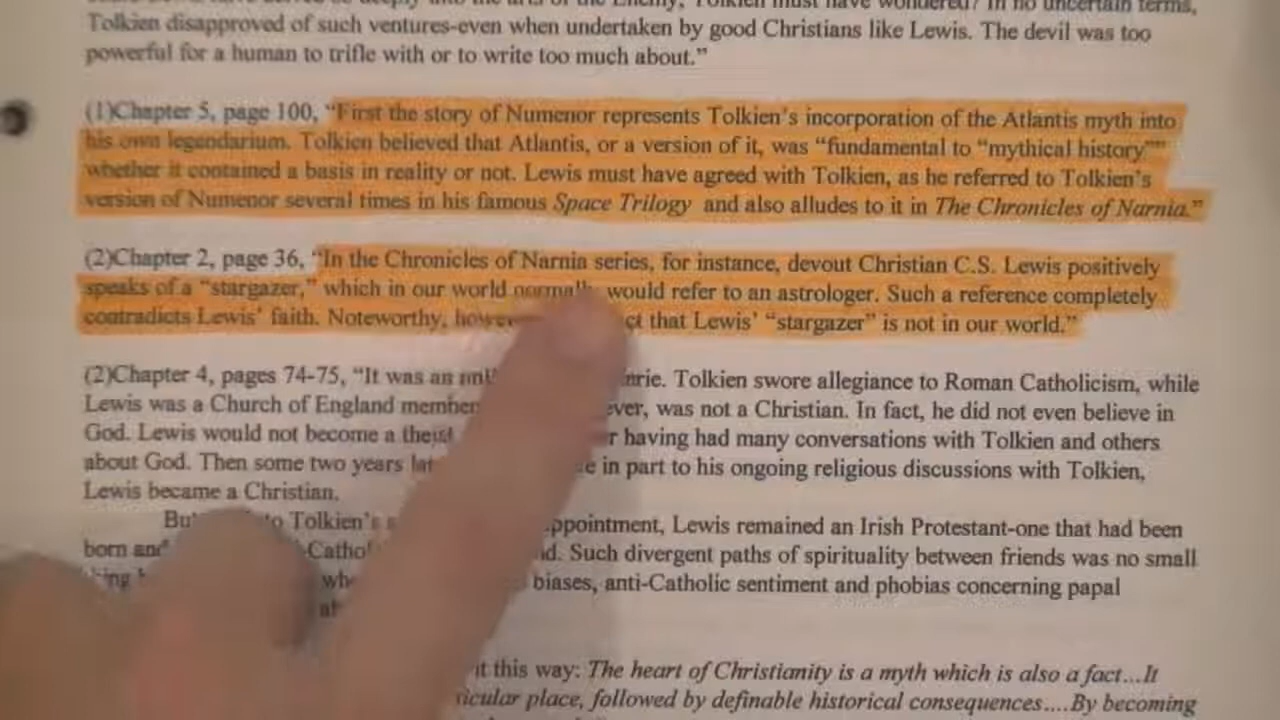 Tolkien disapproved of such ventures-even when undertaken by good Christians like Lewis. The devil was too
powerful for a human to trifle with or to write too much about.”
(1)Chapter 5, page 100, “First the story of Numenor represents Tolkien’s incorporation of the Atlantis myth into
his own legendarium. Tolkien believed that Atlantis, or a version of it, was “fundamental to “mythical history””
whether it contained a basis in reality or not. Lewis must have agreed with Tolkien, as he referred to Tolkien’s
version of Numenor several times in his famous Space Trilogy and also alludes to it in The Chronicles of Narnia.”
(2)Chapter 2, page 36, “In the Chronicles of Narnia series, for instance, devout Christian C.S. Lewis positively
speaks of a “stargazer,” which in our world normally would refer to an astrologer. Such a reference completely
contradicts Lewis’ faith. Noteworthy, that Lewis’ “stargazer” is not in our world.”
(2)Chapter 4, pages 74-75, “It was an Tolkien swore allegiance to Roman Catholicism, while
Lewis was a Church of England member was not a Christian. In fact, he did not even believe in
God. Lewis would not become a theist having had many conversations with Tolkien and others
about God. Then some two years in part to his ongoing religious discussions with Tolkien,
Lewis became a Christian.
Tolkien’s Lewis remained an Irish Protestant-one that had been
born and Such divergent paths of spirituality between friends was no small
biases, anti-Catholic sentiment and phobias concerning papal
it this way: The heart of Christianity is a myth which is also a fact...It
place, followed by definable historical consequences....By becoming